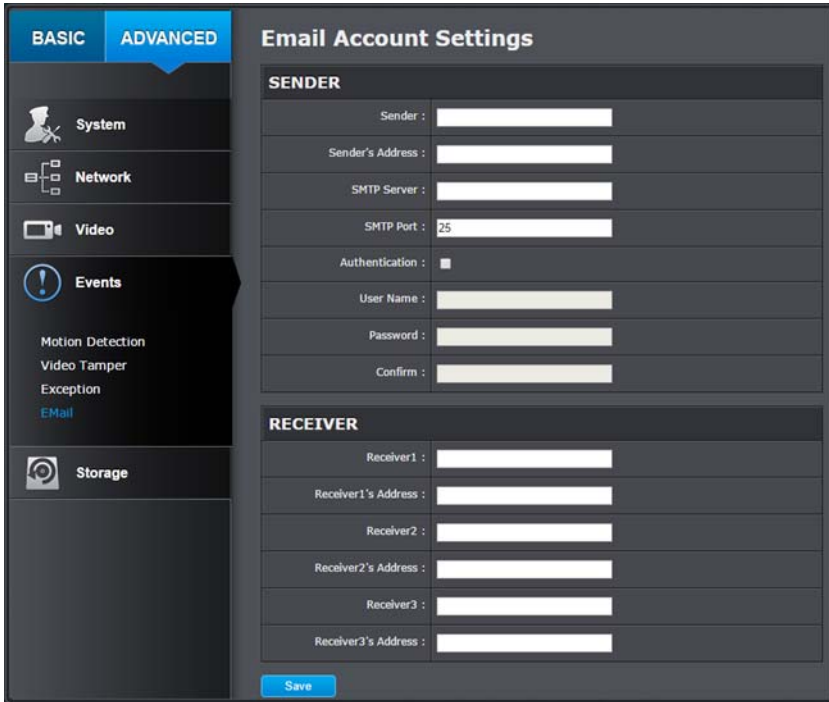 BASIC
ADVANCED
System
Network
Video
Events
Motion Detection
Video Tamper
Exception
EMail
Storage
Email Account Settings
SENDER
Sender :
Sender's Address :
SMTP Server :
SMTP Port : 25
Authentication :
User Name :
Password :
Confirm :
RECEIVER
Receiver1 :
Receiver1's Address :
Receiver2 :
Receiver2's Address :
Receiver3 :
Receiver3's Address :
Save